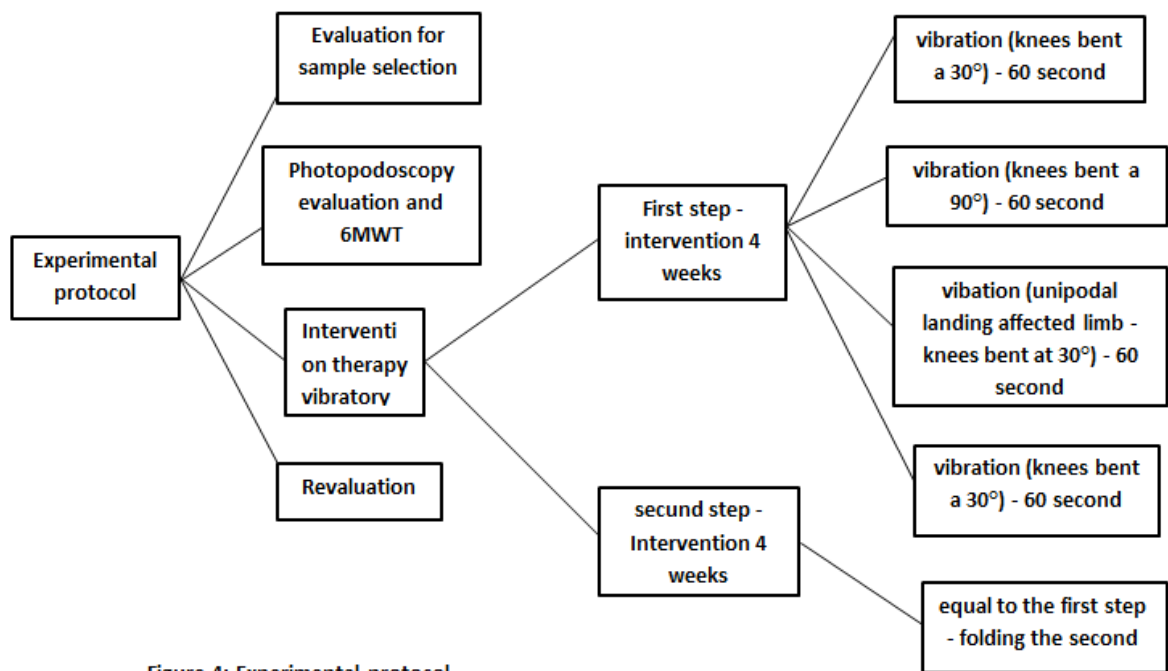 Experimental
protocol
Evaluation for
sample selection
Photopodoscopy
evaluation and
6MWT
Interventi
on therapy
vibratory
Revaluation
First step -
intervention 4
weeks
secund step -
Intervention 4
weeks
vibration (knees bent
a 30°) - 60 second
vibration (knees bent a
90°) - 60 second
vibation (unipodal
landing affected limb -
knees bent at 30°) - 60
second
vibration (knees bent
a 30°) - 60 second
equal to the first step
- folding the second
Figure 4: Experimental protocol